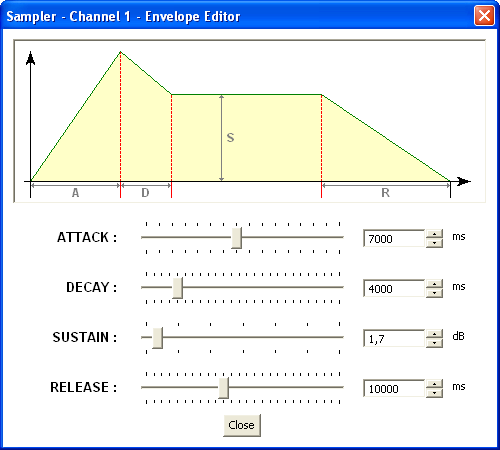 Sampler - Channel 1 - Envelope Editor
S
A D R
ATTACK : 7000 ms
DECAY : 4000 ms
SUSTAIN : 1,7 dB
RELEASE : 10000 ms
Close